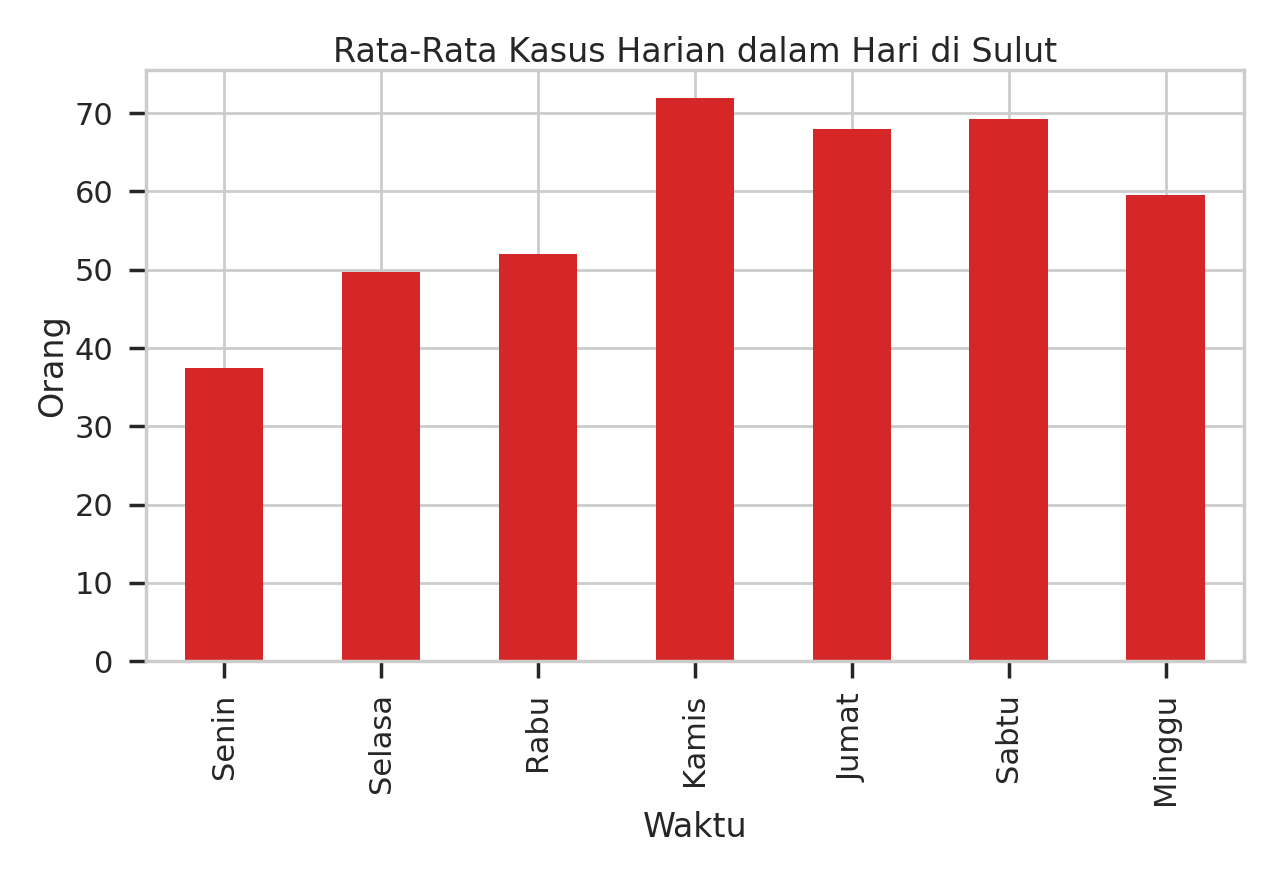 Rata-Rata Kasus Harian dalam Hari di Sulut
70
60
50
40
30
20
10
0
Orang
Senin
Selasa
Rabu
Kamis
Jumat
Sabtu
Minggu
Waktu